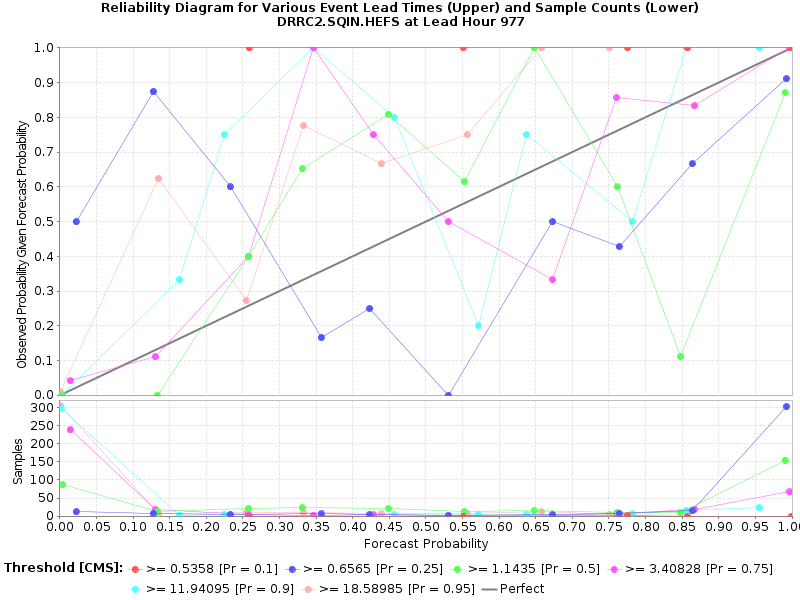 Reliability Diagram for Various Event Lead Times (Upper) and Sample Counts (Lower)
DRRC2.SQIN.HEFS at Lead Hour 977
Observed Probability Given Forecast Probability
1.0
0.9
0.8
0.7
0.6
0.5
0.4
0.3
0.2
0.1
0.0
Samples
300
250
200
150
100
50
0
0.00 0.05 0.10 0.15 0.20 0.25 0.30 0.35 0.40 0.45 0.50 0.55 0.60 0.65 0.70 0.75 0.80 0.85 0.90 0.95 1.00
Forecast Probability
Threshold [CMS]: >= 0.5358 [Pr = 0.1] >= 0.6565 [Pr = 0.25] >= 1.1435 [Pr = 0.5] >= 3.40828 [Pr = 0.75]
>= 11.94095 [Pr = 0.9] >= 18.58985 [Pr = 0.95] Perfect